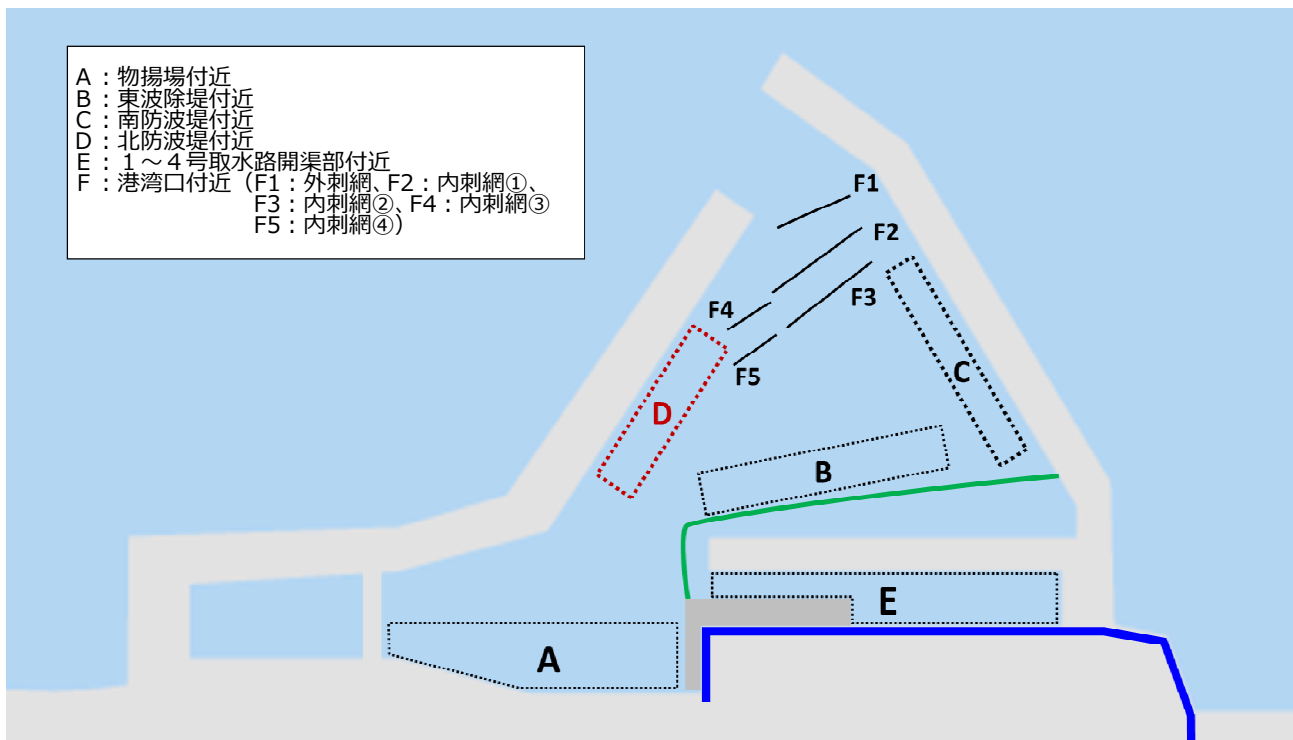 A：物揚場付近
B：東波除堤付近
C：南防波堤付近
D：北防波堤付近
E：１～４号取水路開渠部付近
F：港湾口付近（F1：外刺網、F2：内刺網①、
F3：内刺網②、F4：内刺網③
F5：内刺網④）
F1
F2
F3
F4
F5
C
D
B
E
A